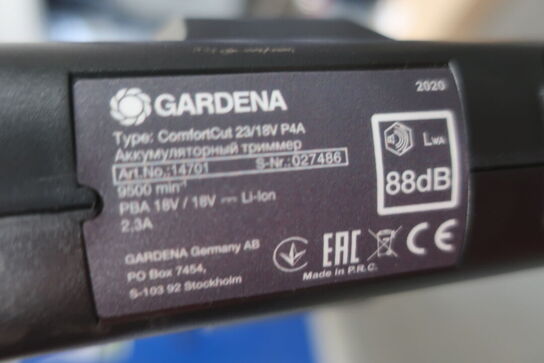 GARDENA
2020
Type: ComfortCut 23/18V P4A
Аккумуляторный триммер
Art.No.:14701 S-Nr.:027486
9500 min⁻¹
PBA 18V / 18V ⎓ Li-Ion
2,3A
LWA
88dB
GARDENA Germany AB
PO Box 7454,
S-103 92 Stockholm
EAC CE
Made in P.R.C.